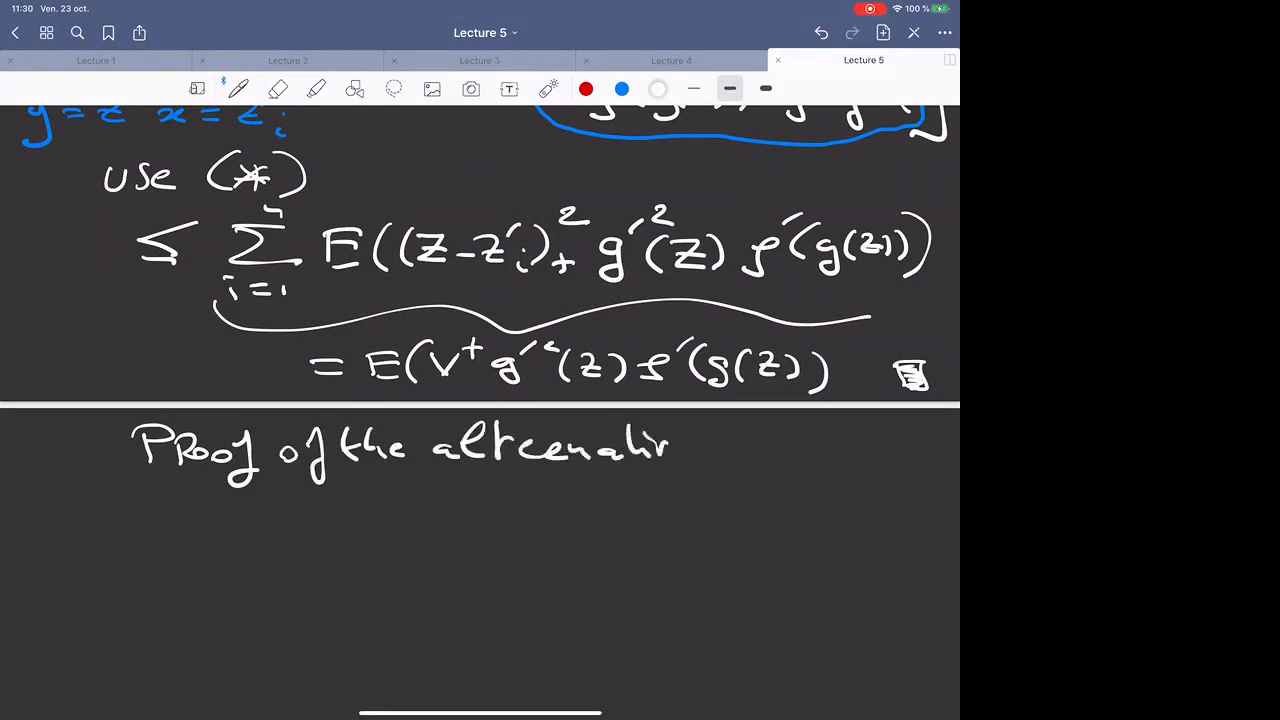 11:30 Ven. 23 oct. 100 %
Lecture 5
Lecture 1 Lecture 2 Lecture 3 Lecture 4 Lecture 5
y = z x = z'i
use (*)
≤ ∑ i=1 n E((Z-Z'i)²+ g'²(Z) ρ'(g(Z)))
= E(V⁺ g'²(Z) ρ'(g(Z))
PRoof of the alternativ